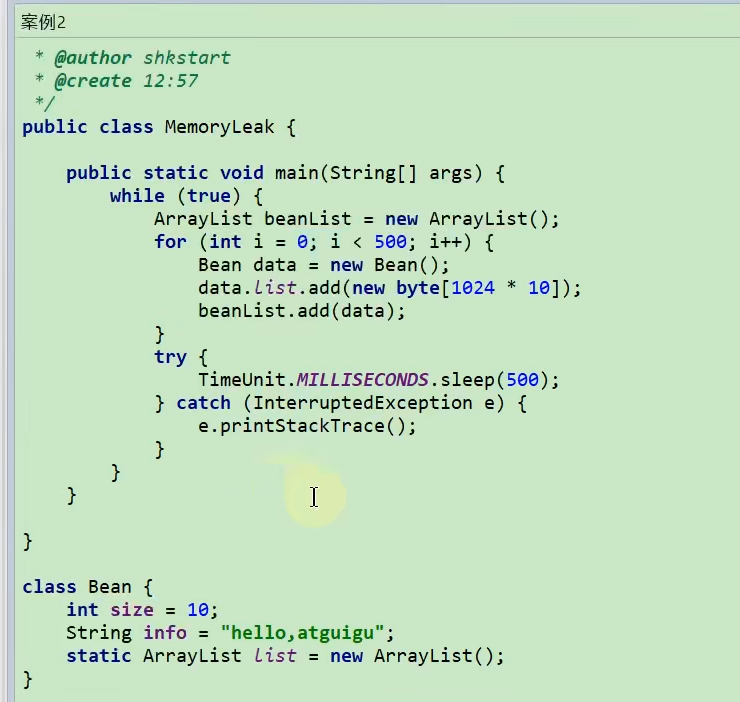 案例2
 * @author shkstart
 * @create 12:57
 */
public class MemoryLeak {

    public static void main(String[] args) {
        while (true) {
            ArrayList beanList = new ArrayList();
            for (int i = 0; i < 500; i++) {
                Bean data = new Bean();
                data.list.add(new byte[1024 * 10]);
                beanList.add(data);
            }
            try {
                TimeUnit.MILLISECONDS.sleep(500);
            } catch (InterruptedException e) {
                e.printStackTrace();
            }
        }
    }

}

class Bean {
    int size = 10;
    String info = "hello,atguigu";
    static ArrayList list = new ArrayList();
}